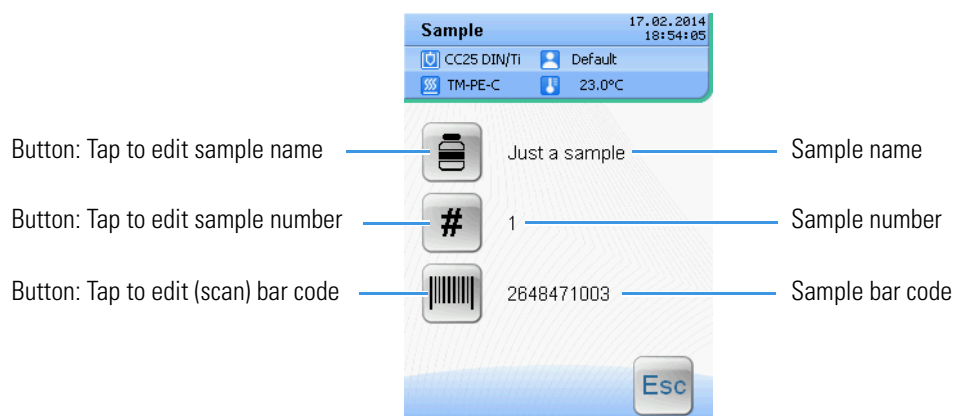 Sample
17.02.2014
18:54:05
CC25 DIN/Ti
Default
TM-PE-C
23.0°C
Button: Tap to edit sample name
Just a sample
Sample name
Button: Tap to edit sample number
#
1
Sample number
Button: Tap to edit (scan) bar code
2648471003
Sample bar code
Esc